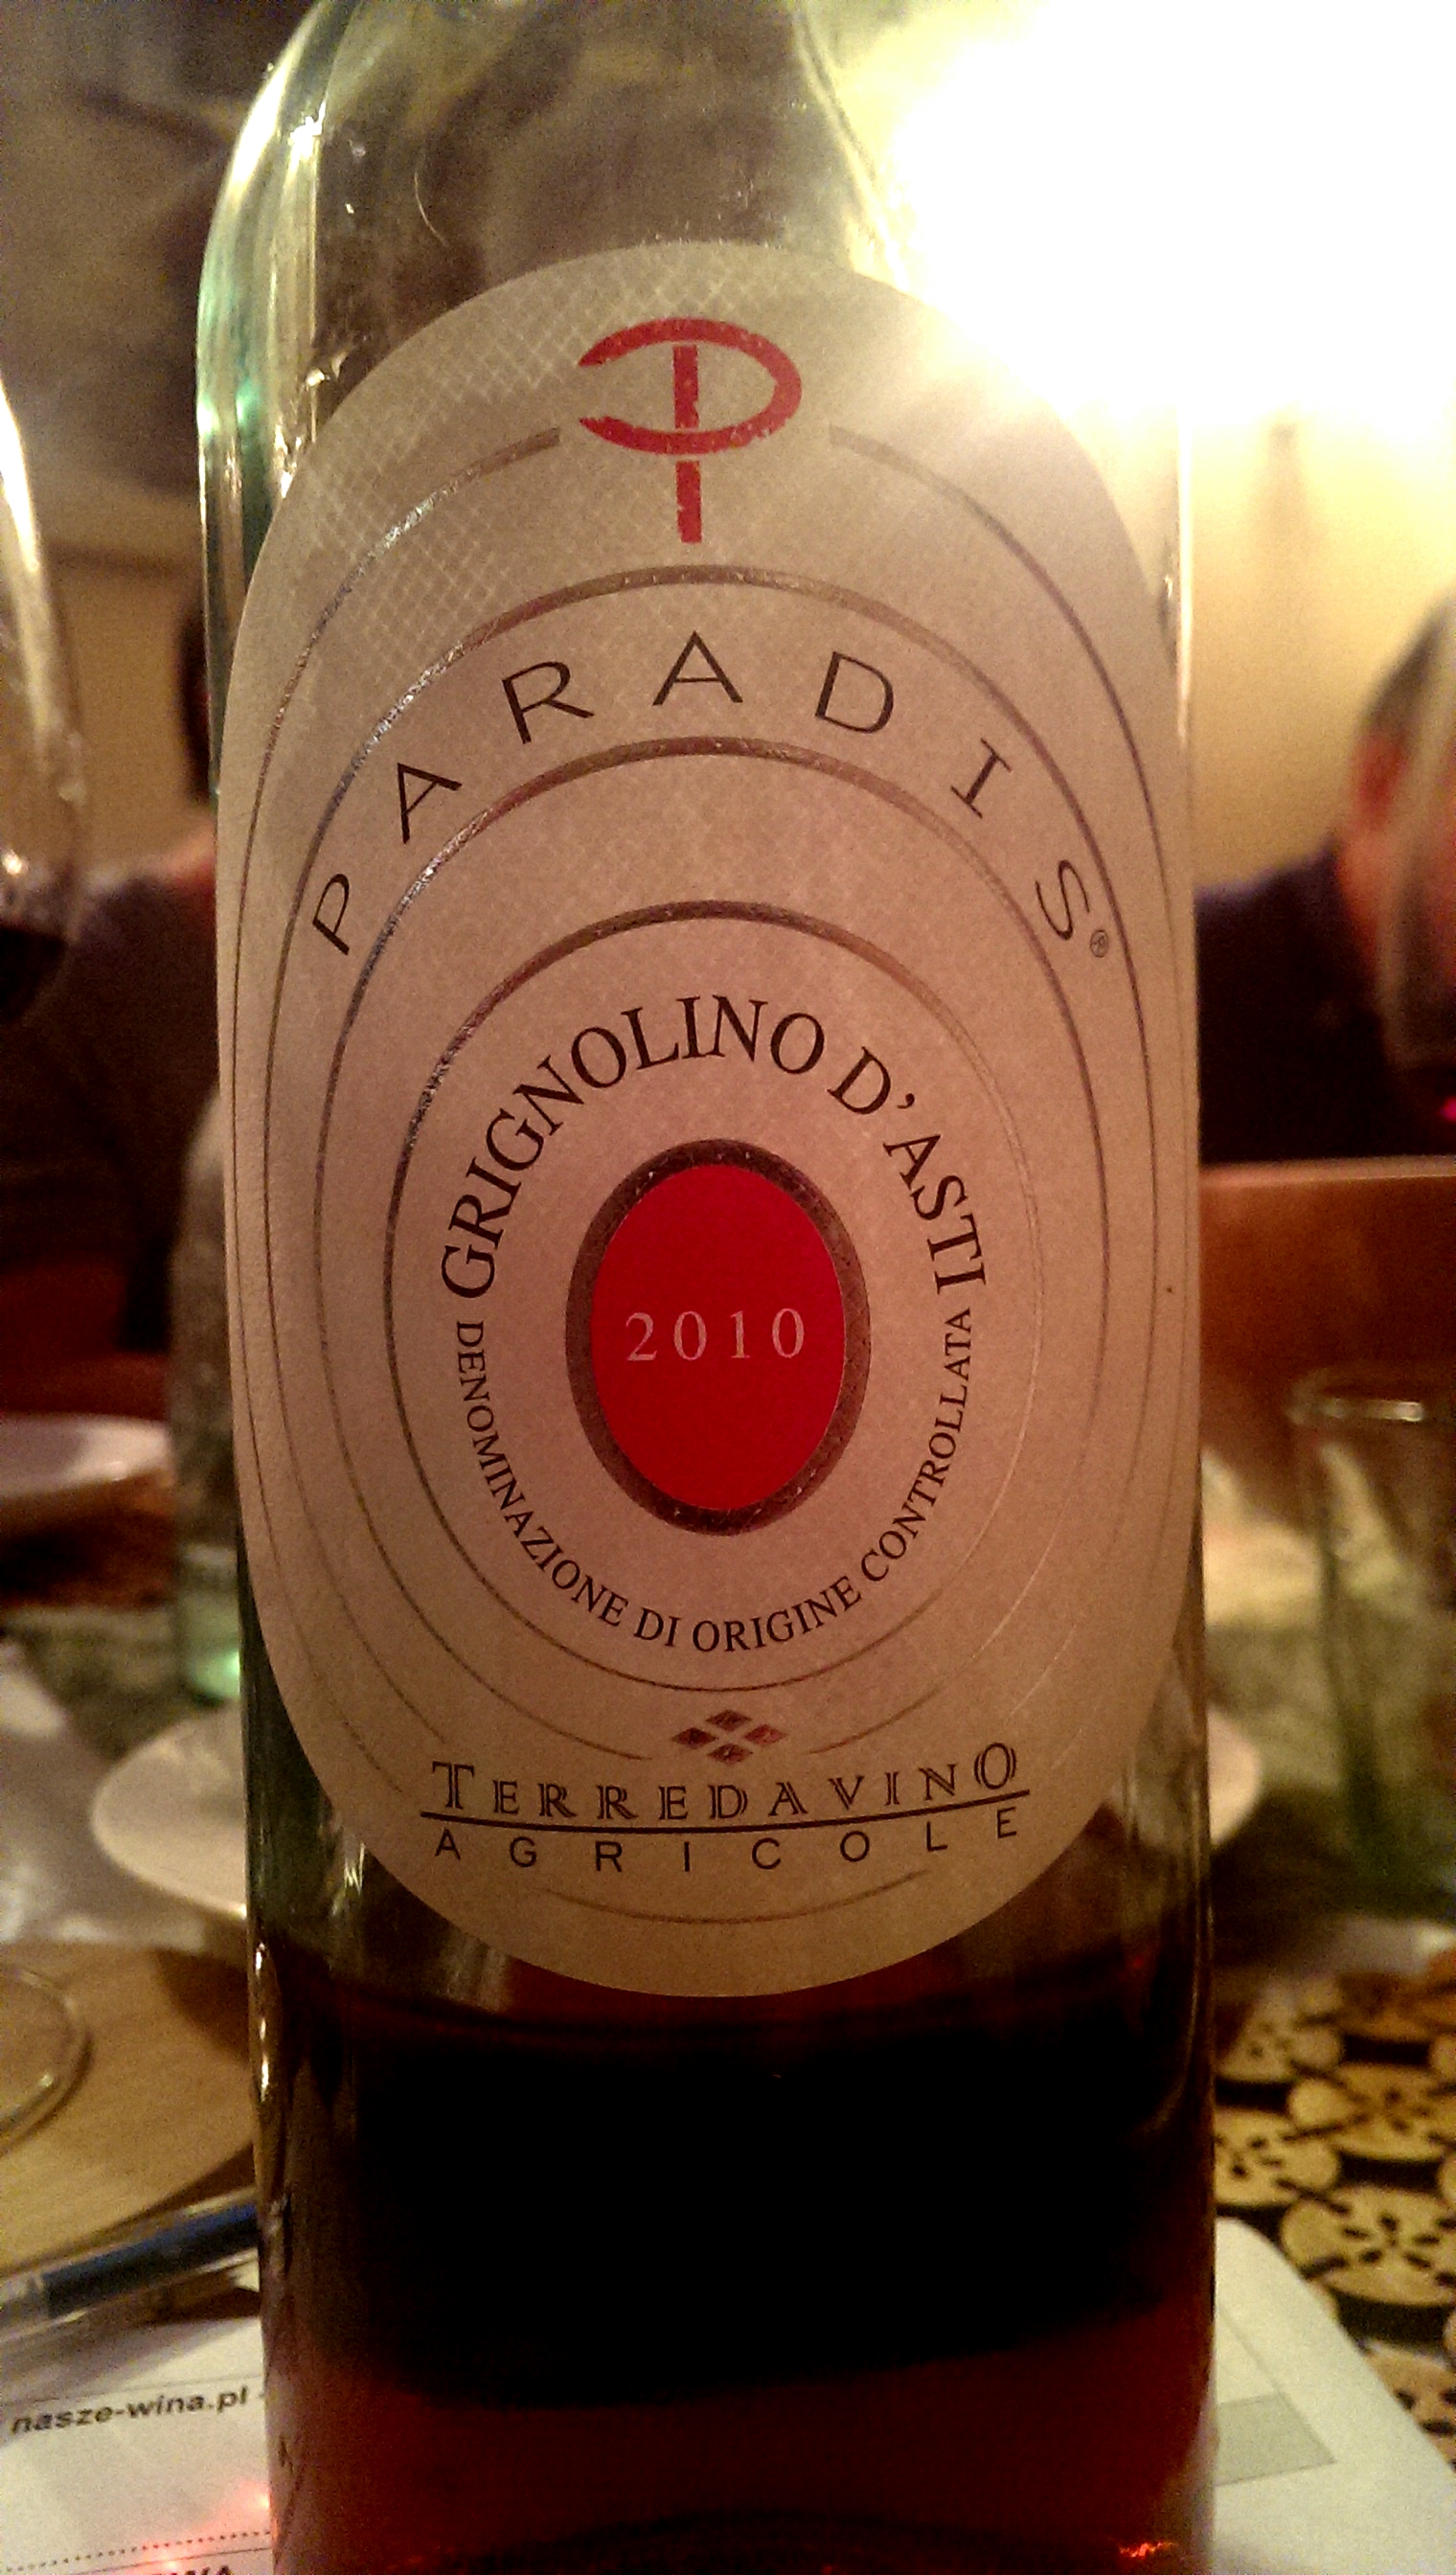 P
PARADIS®
GRIGNOLINO D'ASTI
2010
DENOMINAZIONE DI ORIGINE CONTROLLATA
TERREDAVINO
AGRICOLE
nasze-wina.pl